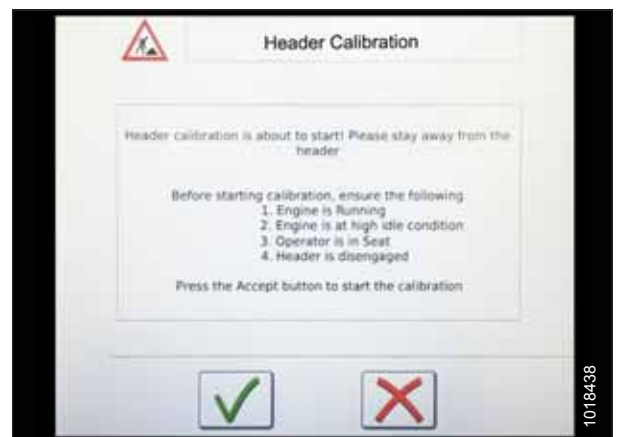 Header Calibration
Header calibration is about to start! Please stay away from the
header
Before starting calibration, ensure the following
1. Engine is Running
2. Engine is at high idle condition
3. Operator is in Seat
4. Header is disengaged
Press the Accept button to start the calibration
1018438